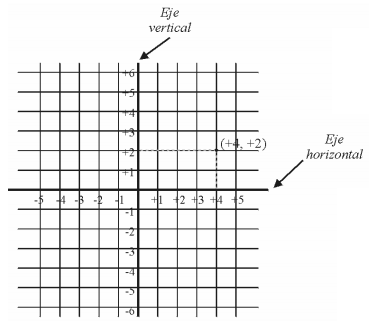 Eje
vertical
+6
+5
+4
+3
+2
(+4, +2)
Eje
horizontal
+1
-5 -4 -3 -2 -1 +1 +2 +3 +4 +5
-1
-2
-3
-4
-5
-6